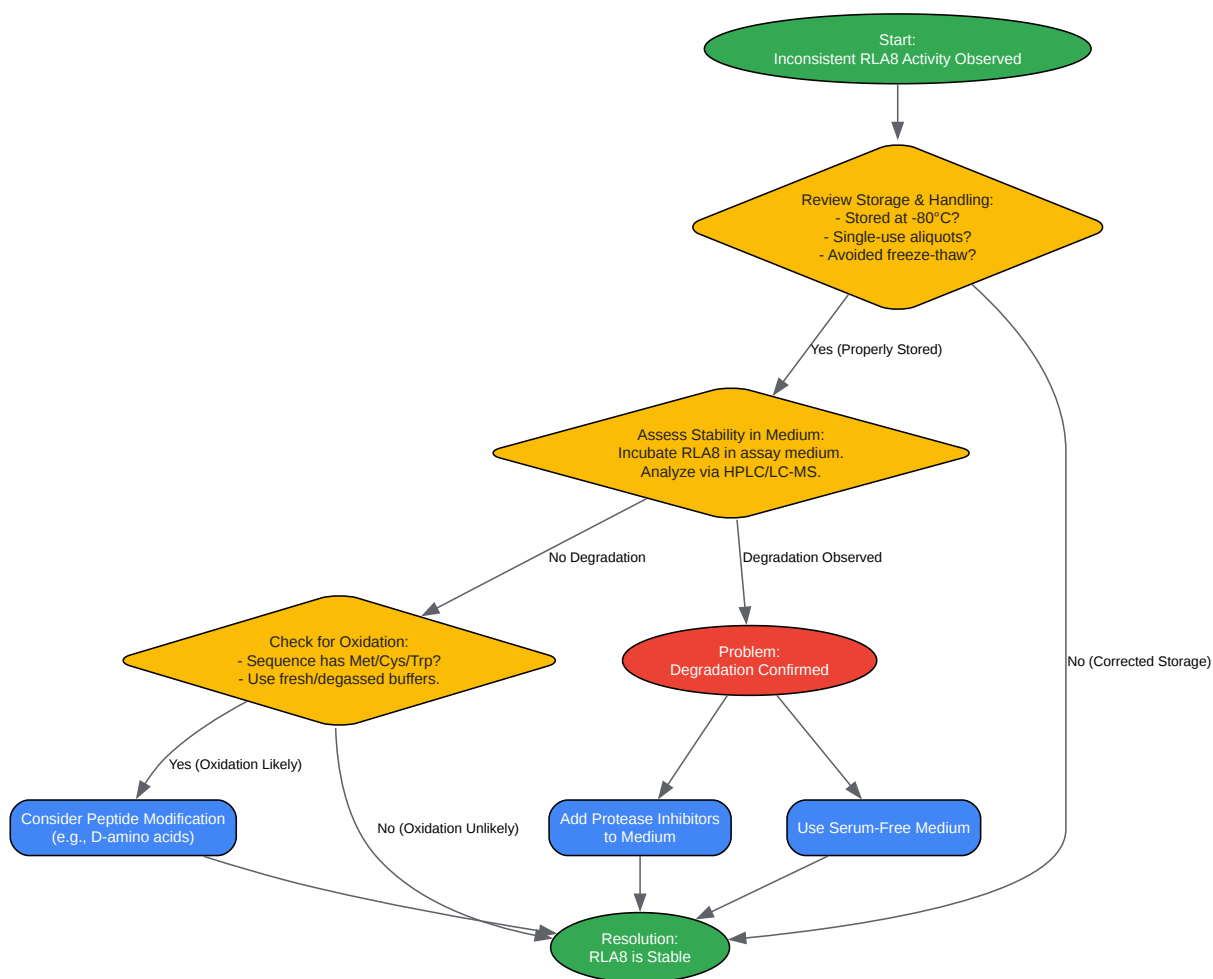 Start:
Inconsistent RLA8 Activity Observed
Review Storage & Handling:
- Stored at -80°C?
- Single-use aliquots?
- Avoided freeze-thaw?
Yes (Properly Stored)
Assess Stability in Medium:
Incubate RLA8 in assay medium.
Analyze via HPLC/LC-MS.
No Degradation
Degradation Observed
Check for Oxidation:
- Sequence has Met/Cys/Trp?
- Use fresh/degassed buffers.
Problem:
Degradation Confirmed
No (Corrected Storage)
Yes (Oxidation Likely)
No (Oxidation Unlikely)
Consider Peptide Modification
(e.g., D-amino acids)
Add Protease Inhibitors
to Medium
Use Serum-Free Medium
Resolution:
RLA8 is Stable